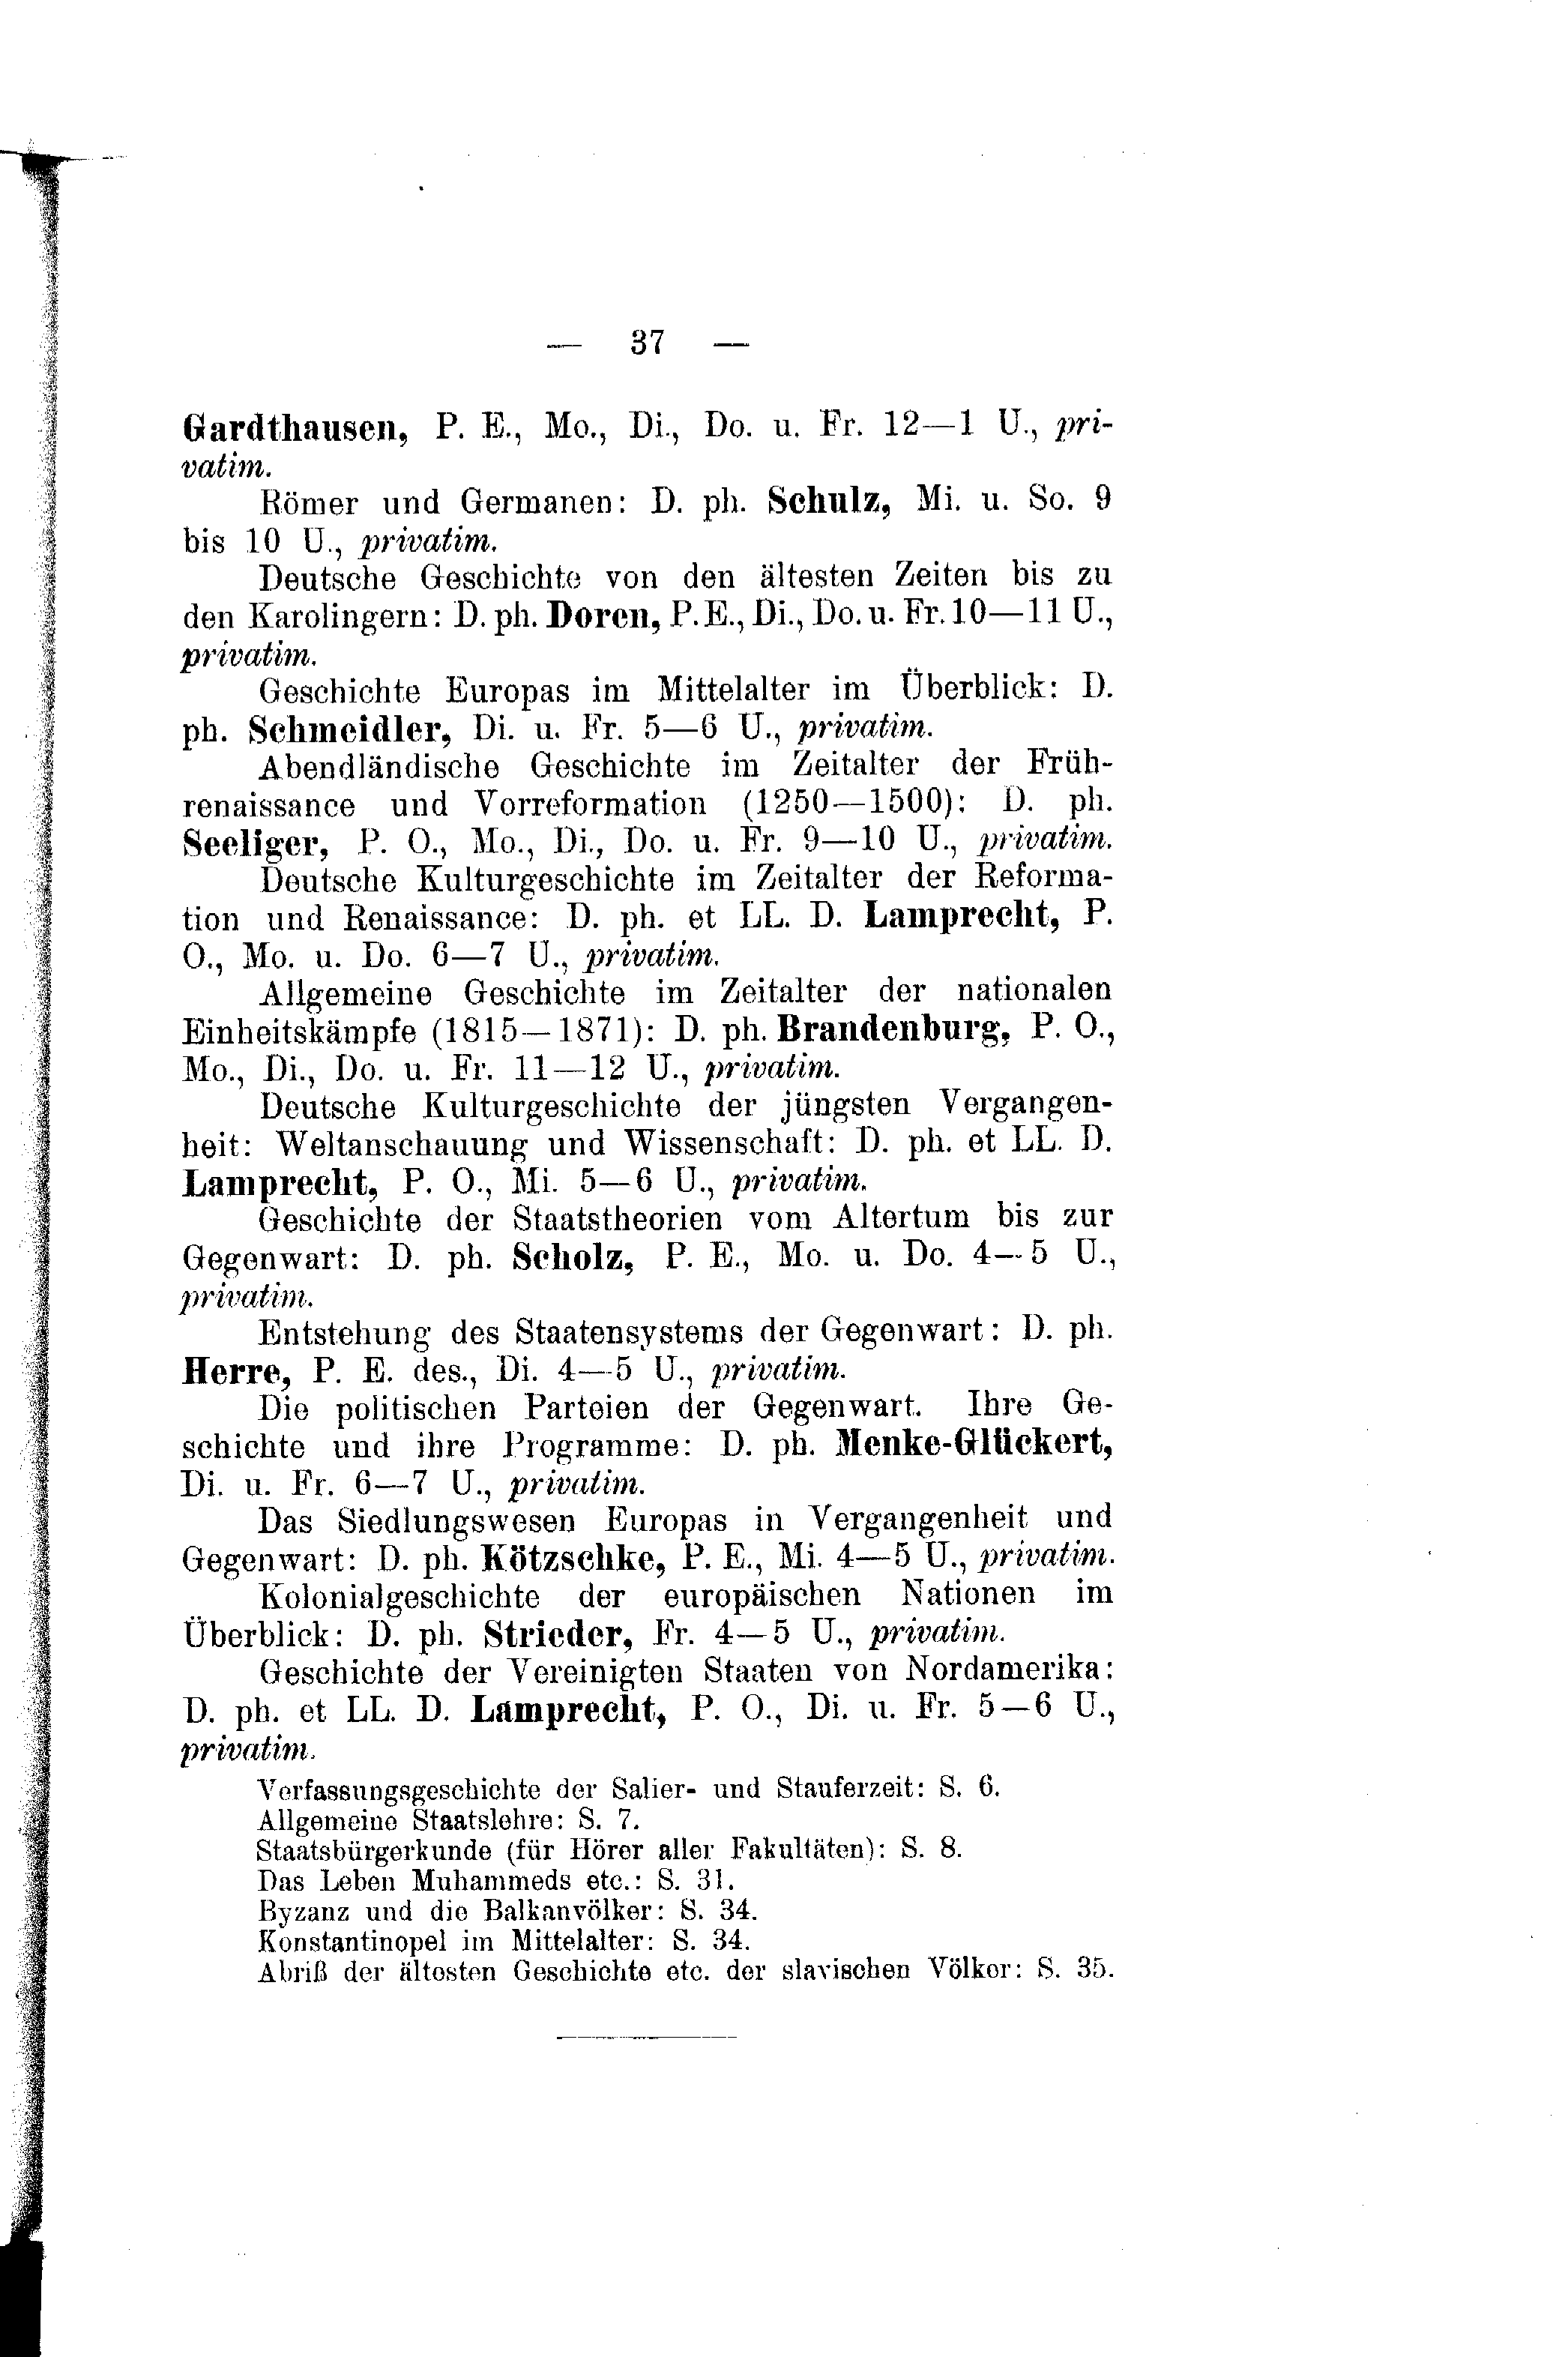 — 37 —
Gardthausen, P. E., Mo., Di., Do. u. Fr. 12—1 U., pri-
vatim.
Römer und Germanen: D. ph. Schulz, Mi. u. So. 9
bis 10 U., privatim.
Deutsche Geschichte von den ältesten Zeiten bis zu
den Karolingern: D. ph. Doren, P. E., Di., Do. u. Fr. 10—11 U.,
privatim.
Geschichte Europas im Mittelalter im Überblick: D.
ph. Schmeidler, Di. u. Fr. 5—6 U., privatim.
Abendländische Geschichte im Zeitalter der Früh-
renaissance und Vorreformation (1250—1500): D. ph.
Seeliger, P. O., Mo., Di., Do. u. Fr. 9—10 U., privatim.
Deutsche Kulturgeschichte im Zeitalter der Reforma-
tion und Renaissance: D. ph. et LL. D. Lamprecht, P.
O., Mo. u. Do. 6—7 U., privatim.
Allgemeine Geschichte im Zeitalter der nationalen
Einheitskämpfe (1815—1871): D. ph. Brandenburg, P. O.,
Mo., Di., Do. u. Fr. 11—12 U., privatim.
Deutsche Kulturgeschichte der jüngsten Vergangen-
heit: Weltanschauung und Wissenschaft: D. ph. et LL. D.
Lamprecht, P. O., Mi. 5—6 U., privatim.
Geschichte der Staatstheorien vom Altertum bis zur
Gegenwart: D. ph. Scholz, P. E., Mo. u. Do. 4—5 U.,
privatim.
Entstehung des Staatensystems der Gegenwart: D. ph.
Herre, P. E. des., Di. 4—5 U., privatim.
Die politischen Parteien der Gegenwart. Ihre Ge-
schichte und ihre Programme: D. ph. Menke-Glückert,
Di. u. Fr. 6—7 U., privatim.
Das Siedlungswesen Europas in Vergangenheit und
Gegenwart: D. ph. Kötzschke, P. E., Mi. 4—5 U., privatim.
Kolonialgeschichte der europäischen Nationen im
Überblick: D. ph. Strieder, Fr. 4—5 U., privatim.
Geschichte der Vereinigten Staaten von Nordamerika:
D. ph. et LL. D. Lamprecht, P. O., Di. u. Fr. 5—6 U.,
privatim.
Verfassungsgeschichte der Salier- und Stauferzeit: S. 6.
Allgemeine Staatslehre: S. 7.
Staatsbürgerkunde (für Hörer aller Fakultäten): S. 8.
Das Leben Muhammeds etc.: S. 31.
Byzanz und die Balkanvölker: S. 34.
Konstantinopel im Mittelalter: S. 34.
Abriß der ältesten Geschichte etc. der slavischen Völker: S. 35.